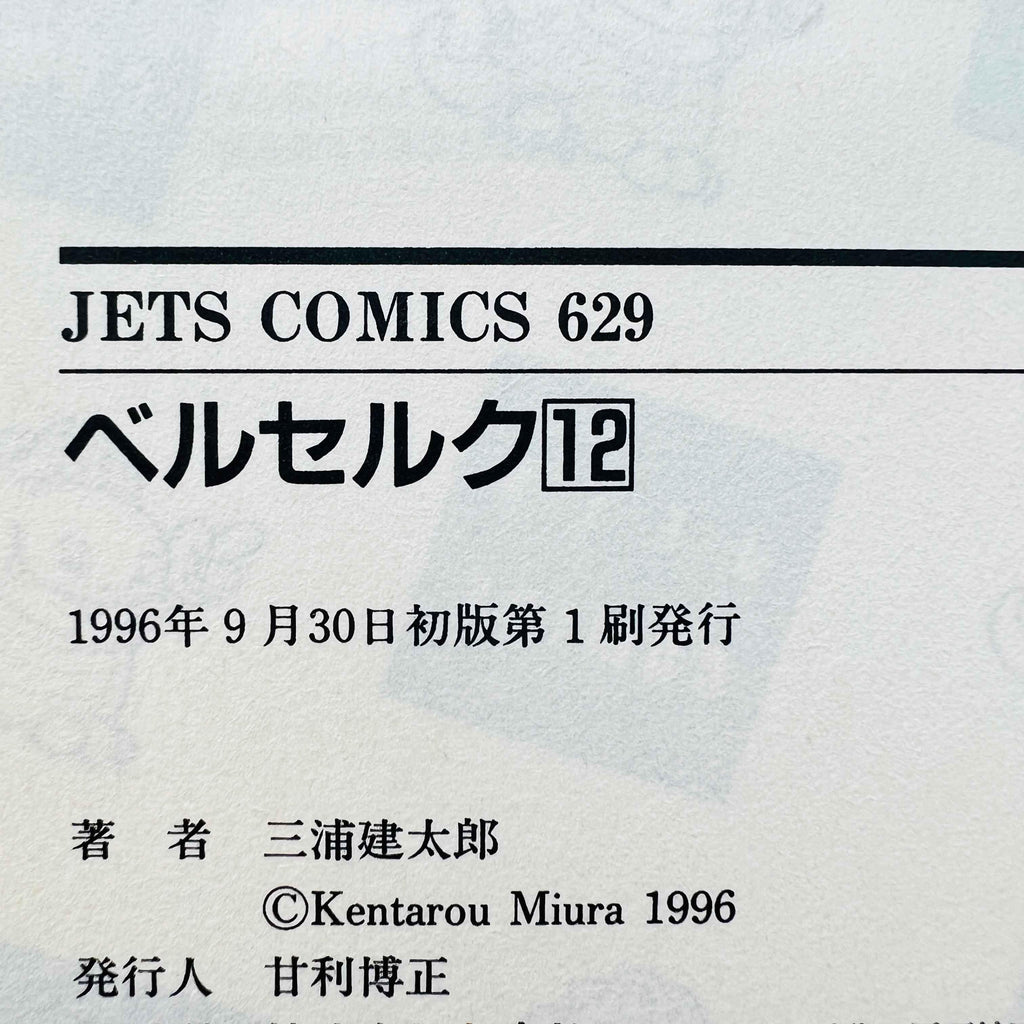 JETS COMICS 629
ベルセルク12
1996年9月30日初版第1刷発行
著 者 三浦建太郎
©Kentarou Miura 1996
発行人 甘利博正